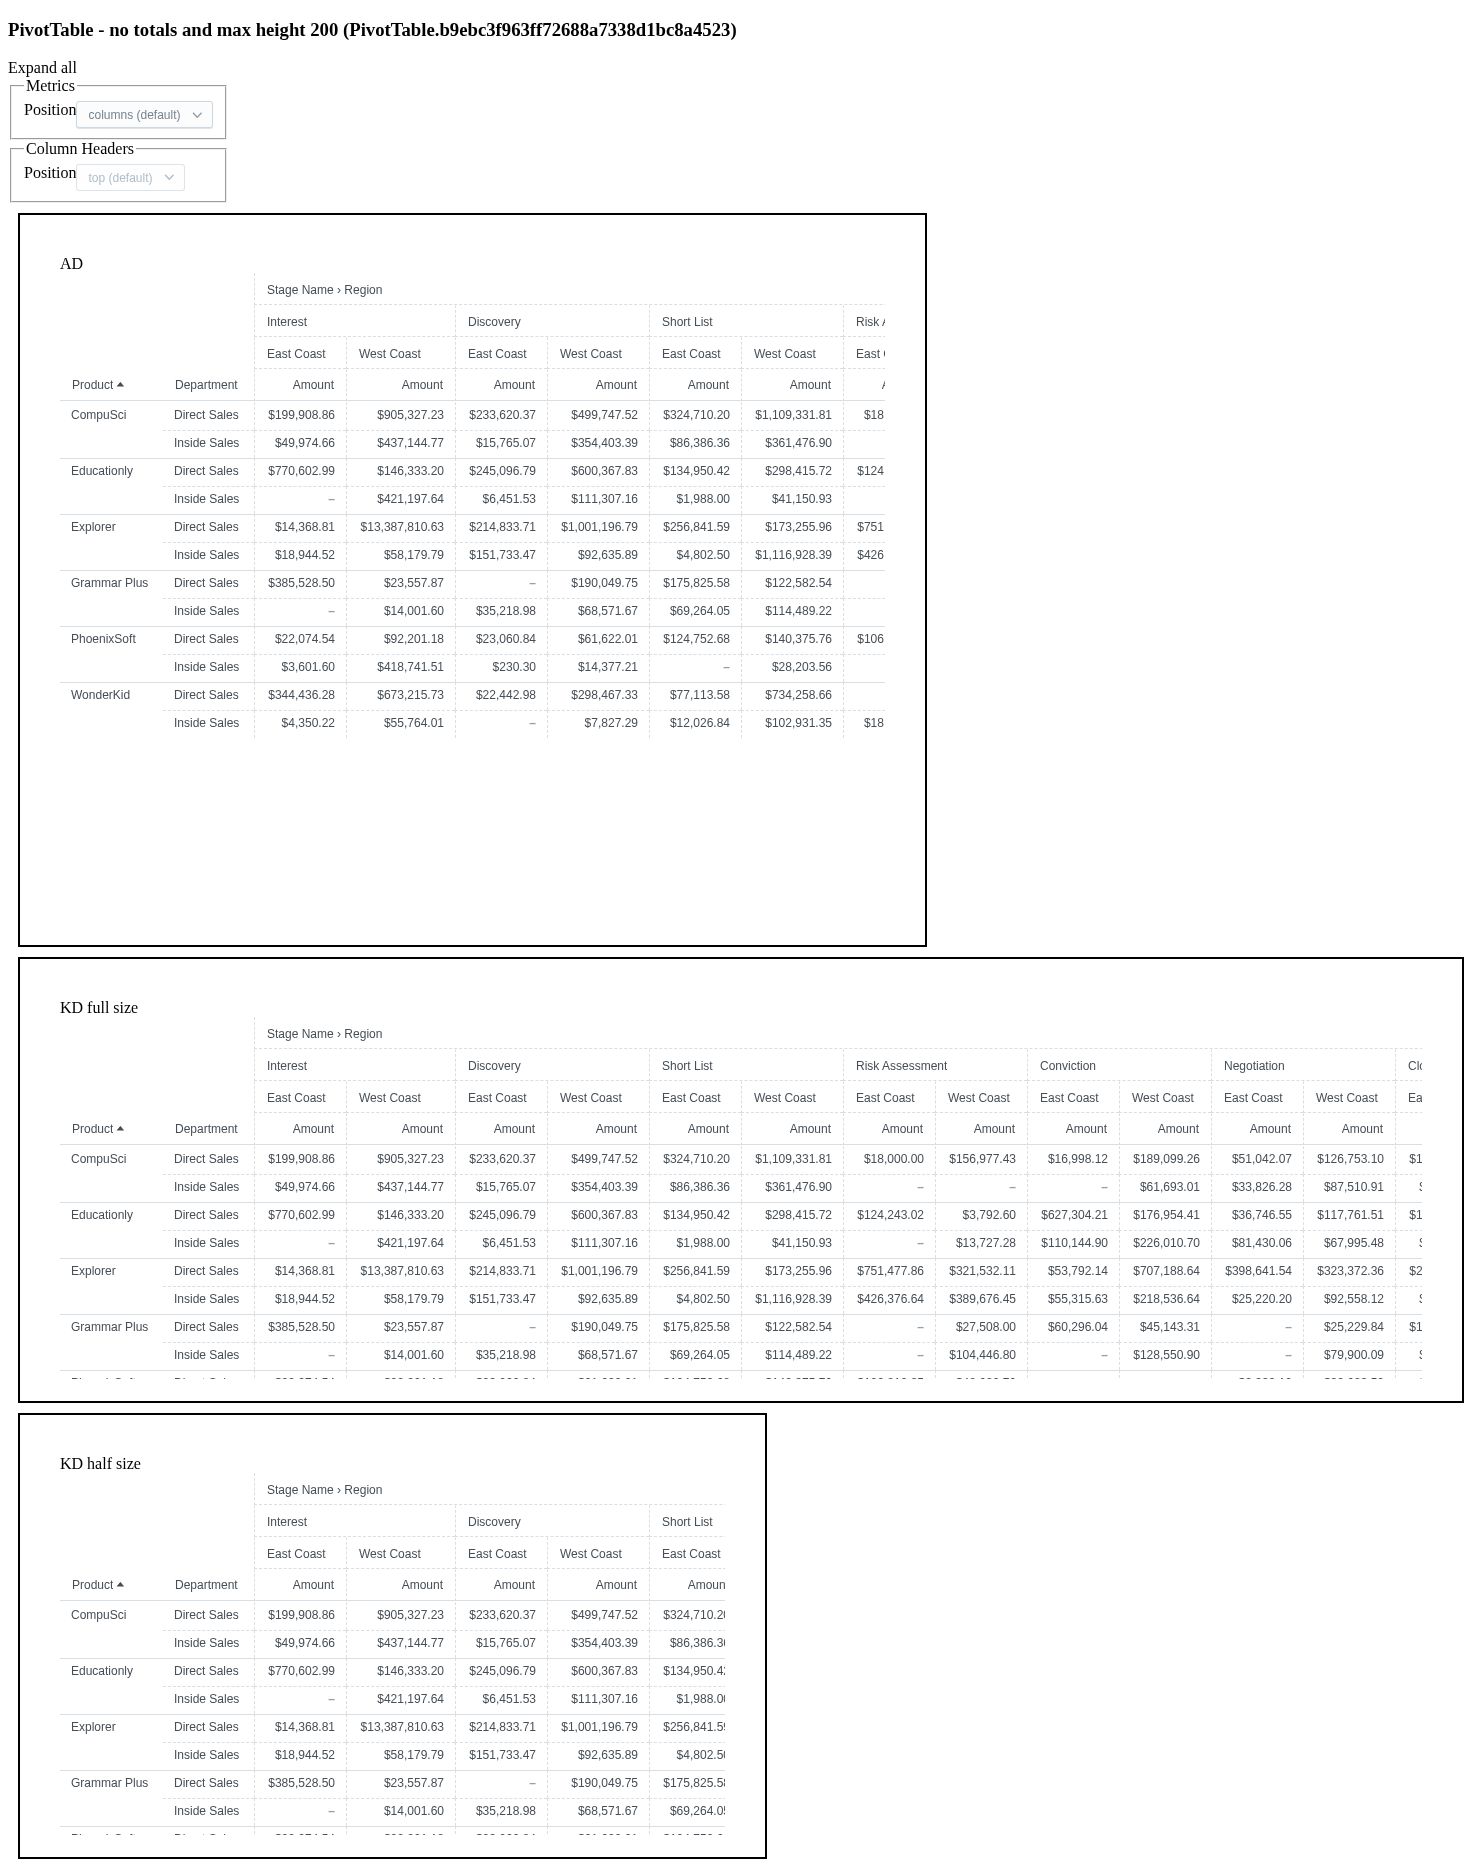 PivotTable - no totals and max height 200 (PivotTable.b9ebc3f963ff72688a7338d1bc8a4523)
Expand all
Metrics
Position columns (default)
Column Headers
Position top (default)
AD
Stage Name › Region
Interest Discovery Short List Risk
East Coast West Coast East Coast West Coast East Coast West Coast East
Product Department Amount Amount Amount Amount Amount Amount
CompuSci Direct Sales $199,908.86 $905,327.23 $233,620.37 $499,747.52 $324,710.20 $1,109,331.81 $18
Inside Sales $49,974.66 $437,144.77 $15,765.07 $354,403.39 $86,386.36 $361,476.90
Educationly Direct Sales $770,602.99 $146,333.20 $245,096.79 $600,367.83 $134,950.42 $298,415.72 $124
Inside Sales – $421,197.64 $6,451.53 $111,307.16 $1,988.00 $41,150.93
Explorer Direct Sales $14,368.81 $13,387,810.63 $214,833.71 $1,001,196.79 $256,841.59 $173,255.96 $751
Inside Sales $18,944.52 $58,179.79 $151,733.47 $92,635.89 $4,802.50 $1,116,928.39 $426
Grammar Plus Direct Sales $385,528.50 $23,557.87 – $190,049.75 $175,825.58 $122,582.54
Inside Sales – $14,001.60 $35,218.98 $68,571.67 $69,264.05 $114,489.22
PhoenixSoft Direct Sales $22,074.54 $92,201.18 $23,060.84 $61,622.01 $124,752.68 $140,375.76 $106
Inside Sales $3,601.60 $418,741.51 $230.30 $14,377.21 – $28,203.56
WonderKid Direct Sales $344,436.28 $673,215.73 $22,442.98 $298,467.33 $77,113.58 $734,258.66
Inside Sales $4,350.22 $55,764.01 – $7,827.29 $12,026.84 $102,931.35 $18
KD full size
Stage Name › Region
Interest Discovery Short List Risk Assessment Conviction Negotiation Clo
East Coast West Coast East Coast West Coast East Coast West Coast East Coast West Coast East Coast West Coast East Coast West Coast Ea
Product Department Amount Amount Amount Amount Amount Amount Amount Amount Amount Amount Amount Amount
CompuSci Direct Sales $199,908.86 $905,327.23 $233,620.37 $499,747.52 $324,710.20 $1,109,331.81 $18,000.00 $156,977.43 $16,998.12 $189,099.26 $51,042.07 $126,753.10 $1
Inside Sales $49,974.66 $437,144.77 $15,765.07 $354,403.39 $86,386.36 $361,476.90 – – – $61,693.01 $33,826.28 $87,510.91 $
Educationly Direct Sales $770,602.99 $146,333.20 $245,096.79 $600,367.83 $134,950.42 $298,415.72 $124,243.02 $3,792.60 $627,304.21 $176,954.41 $36,746.55 $117,761.51 $1
Inside Sales – $421,197.64 $6,451.53 $111,307.16 $1,988.00 $41,150.93 – $13,727.28 $110,144.90 $226,010.70 $81,430.06 $67,995.48 $
Explorer Direct Sales $14,368.81 $13,387,810.63 $214,833.71 $1,001,196.79 $256,841.59 $173,255.96 $751,477.86 $321,532.11 $53,792.14 $707,188.64 $398,641.54 $323,372.36 $2
Inside Sales $18,944.52 $58,179.79 $151,733.47 $92,635.89 $4,802.50 $1,116,928.39 $426,376.64 $389,676.45 $55,315.63 $218,536.64 $25,220.20 $92,558.12 $
Grammar Plus Direct Sales $385,528.50 $23,557.87 – $190,049.75 $175,825.58 $122,582.54 – $27,508.00 $60,296.04 $45,143.31 – $25,229.84 $1
Inside Sales – $14,001.60 $35,218.98 $68,571.67 $69,264.05 $114,489.22 – $104,446.80 – $128,550.90 – $79,900.09 $
KD half size
Stage Name › Region
Interest Discovery Short List
East Coast West Coast East Coast West Coast East Coast
Product Department Amount Amount Amount Amount Amoun
CompuSci Direct Sales $199,908.86 $905,327.23 $233,620.37 $499,747.52 $324,710.20
Inside Sales $49,974.66 $437,144.77 $15,765.07 $354,403.39 $86,386.36
Educationly Direct Sales $770,602.99 $146,333.20 $245,096.79 $600,367.83 $134,950.42
Inside Sales – $421,197.64 $6,451.53 $111,307.16 $1,988.00
Explorer Direct Sales $14,368.81 $13,387,810.63 $214,833.71 $1,001,196.79 $256,841.59
Inside Sales $18,944.52 $58,179.79 $151,733.47 $92,635.89 $4,802.50
Grammar Plus Direct Sales $385,528.50 $23,557.87 – $190,049.75 $175,825.58
Inside Sales – $14,001.60 $35,218.98 $68,571.67 $69,264.05